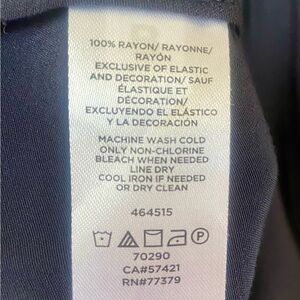 100% RAYON/ RAYONNE/
RAYÓN
EXCLUSIVE OF ELASTIC
AND DECORATION/ SAUF
ÉLASTIQUE ET
DÉCORATION/
EXCLUYENDO EL ELÁSTICO
Y LA DECORACIÓN
MACHINE WASH COLD
ONLY NON-CHLORINE
BLEACH WHEN NEEDED
LINE DRY
COOL IRON IF NEEDED
OR DRY CLEAN
464515
P
70290
CA#57421
RN#77379